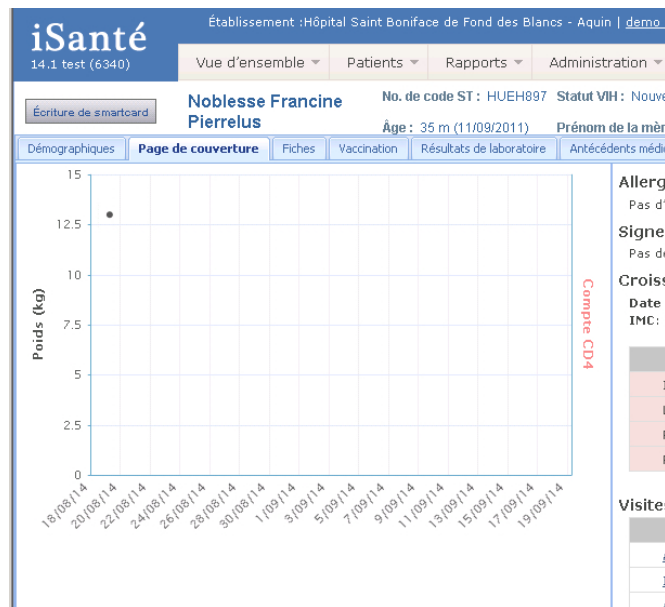 Établissement :Hôpital Saint Boniface de Fond des Blancs - Aquin | demo
iSanté
14.1 test (6340)
Vue d'ensemble Patients Rapports Administration
Écriture de smartcard
Noblesse Francine
Pierrelus
No. de code ST : HUEH897 Statut VIH : Nouve
Âge : 35 m (11/09/2011) Prénom de la mèr
Démographiques Page de couverture Fiches Vaccination Résultats de laboratoire Antécédents médi
15
12.5
10
7.5
5
2.5
0
Poids (kg)
Compte CD4
18/08/14 20/08/14 22/08/14 24/08/14 26/08/14 28/08/14 30/08/14 1/09/14 3/09/14 5/09/14 7/09/14 9/09/14 11/09/14 13/09/14 15/09/14 17/09/14 19/09/14
Allerg
Pas d'
Signe
Pas de
Croiss
Date
IMC:
Visites